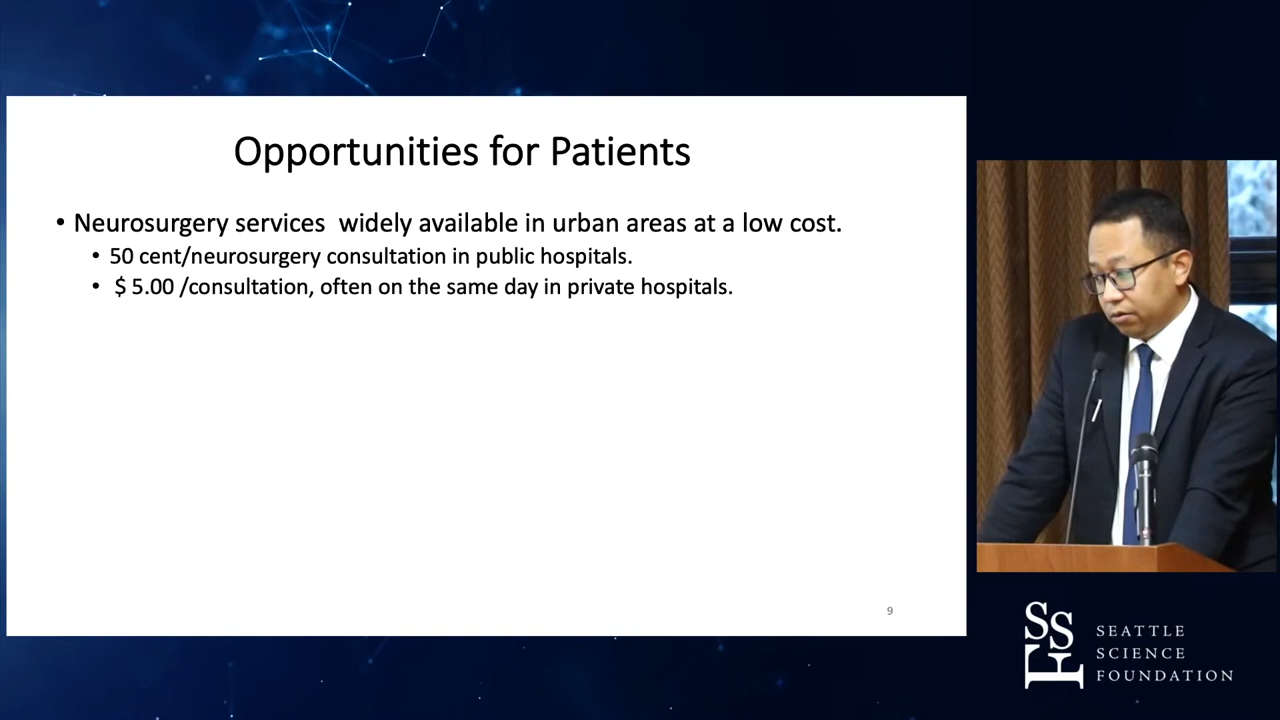 Opportunities for Patients
• Neurosurgery services  widely available in urban areas at a low cost.
• 50 cent/neurosurgery consultation in public hospitals.
• $ 5.00 /consultation, often on the same day in private hospitals.
9
SSF
SEATTLE
SCIENCE
FOUNDATION